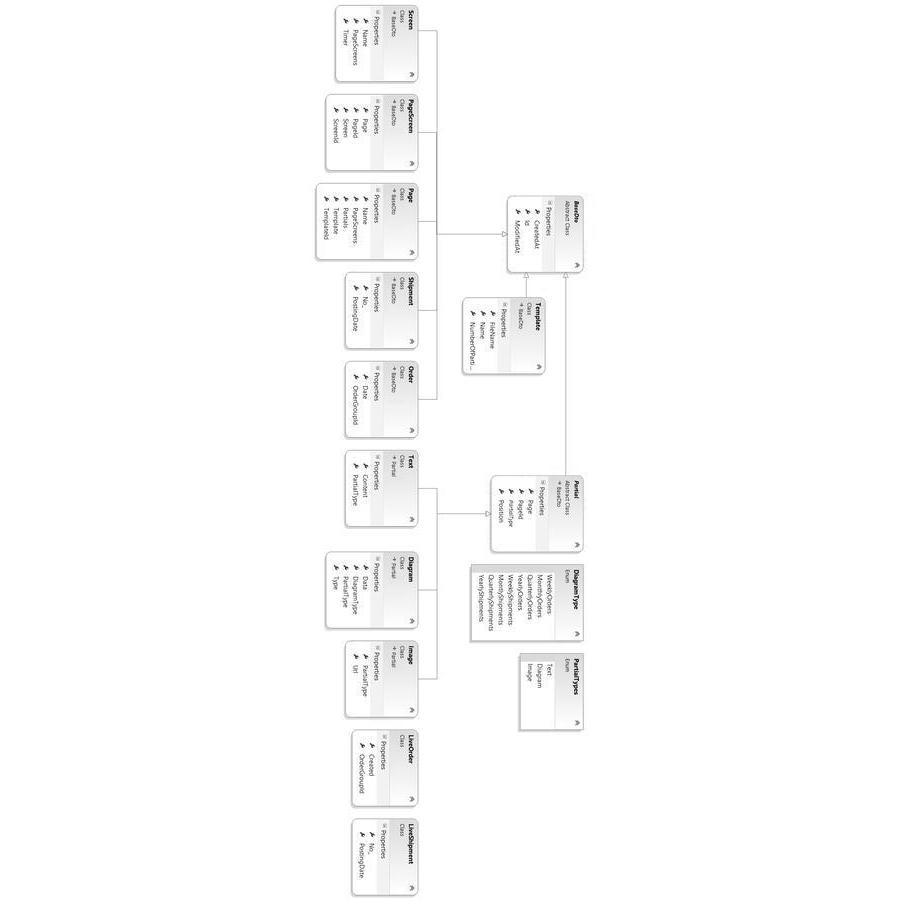 BaseDto
Abstract Class
Properties
CreatedAt
Id
ModifiedAt
Template
Class
BaseDto
Properties
FileName
Name
NumberOfParti...
Partial
Abstract Class
BaseDto
Properties
Page
PageId
PartialType
Position
DiagramType
Enum
WeeklyOrders
MonthlyOrders
QuarterlyOrders
YearlyOrders
WeeklyShipments
MontlyShipments
QuarterlyShipments
YearlyShipments
PartialTypes
Enum
Text
Diagram
Image
Screen
Class
BaseDto
Properties
Name
PageScreens
Timer
PageScreen
Class
BaseDto
Properties
Page
PageId
Screen
ScreenId
Page
Class
BaseDto
Properties
Name
PageScreens
Partials
Template
TemplateId
Shipment
Class
BaseDto
Properties
No_
PostingDate
Order
Class
BaseDto
Properties
Date
OrderGroupId
Text
Class
Partial
Properties
Content
PartialType
Diagram
Class
Partial
Properties
Data
DiagramType
PartialType
Type
Image
Class
Partial
Properties
PartialType
Url
LiveOrder
Class
Properties
Created
OrderGroupId
LiveShipment
Class
Properties
No_
PostingDate